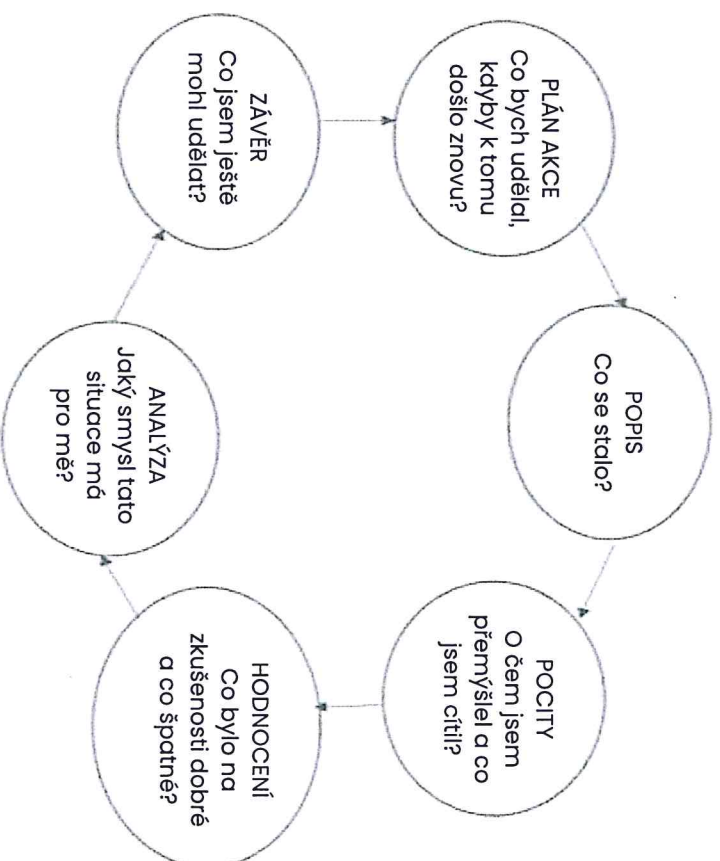 POPIS
Co se stalo?
POCITY
O čem jsem
přemýšlel a co
jsem cítil?
HODNOCENÍ
Co bylo na
zkušenosti dobré
a co špatné?
ANALÝZA
Jaký smysl tato
situace má
pro mě?
ZÁVĚR
Co jsem ještě
mohl udělat?
PLÁN AKCE
Co bych udělal,
kdyby k tomu
došlo znovu?